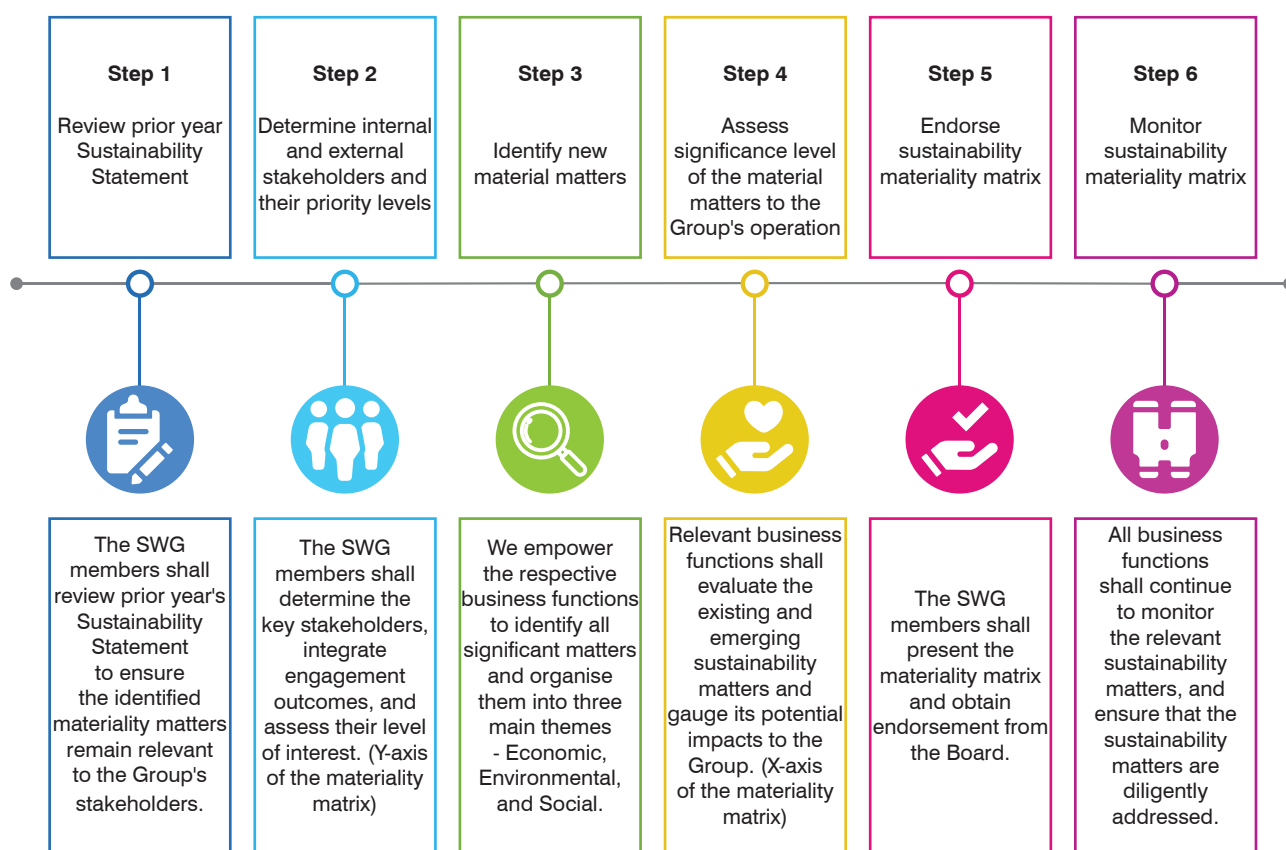 Step 1
Review prior year
Sustainability
Statement
Step 2
Determine internal
and external
stakeholders and
their priority levels
Step 3
Identify new
material matters
Step 4
Assess
significance level
of the material
matters to the
Group's operation
Step 5
Endorse
sustainability
materiality matrix
Step 6
Monitor
sustainability
materiality matrix
The SWG
members shall
review prior year's
Sustainability
Statement
to ensure
the identified
materiality matters
remain relevant
to the Group's
stakeholders.
The SWG
members shall
determine the
key stakeholders,
integrate
engagement
outcomes, and
assess their level
of interest. (Y-axis
of the materiality
matrix)
We empower
the respective
business functions
to identify all
significant matters
and organise
them into three
main themes
- Economic,
Environmental,
and Social.
Relevant business
functions shall
evaluate the
existing and
emerging
sustainability
matters and
gauge its potential
impacts to the
Group. (X-axis
of the materiality
matrix)
The SWG
members shall
present the
materiality matrix
and obtain
endorsement from
the Board.
All business
functions
shall continue
to monitor
the relevant
sustainability
matters, and
ensure that the
sustainability
matters are
diligently
addressed.